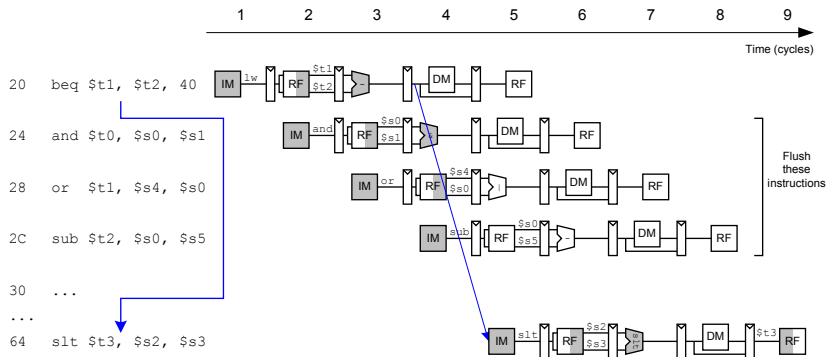 1 2 3 4 5 6 7 8 9
Time (cycles)
20 beq $t1, $t2, 40 IM lw RF $t1 $t2 - DM RF
24 and $t0, $s0, $s1 IM and RF $s0 $s1 & DM RF
28 or $t1, $s4, $s0 IM or RF $s4 $s0 | DM RF
2C sub $t2, $s0, $s5 IM sub RF $s0 $s5 - DM RF
Flush
these
instructions
30 ...
...
64 slt $t3, $s2, $s3 IM slt RF $s2 $s3 slt DM $t3 RF